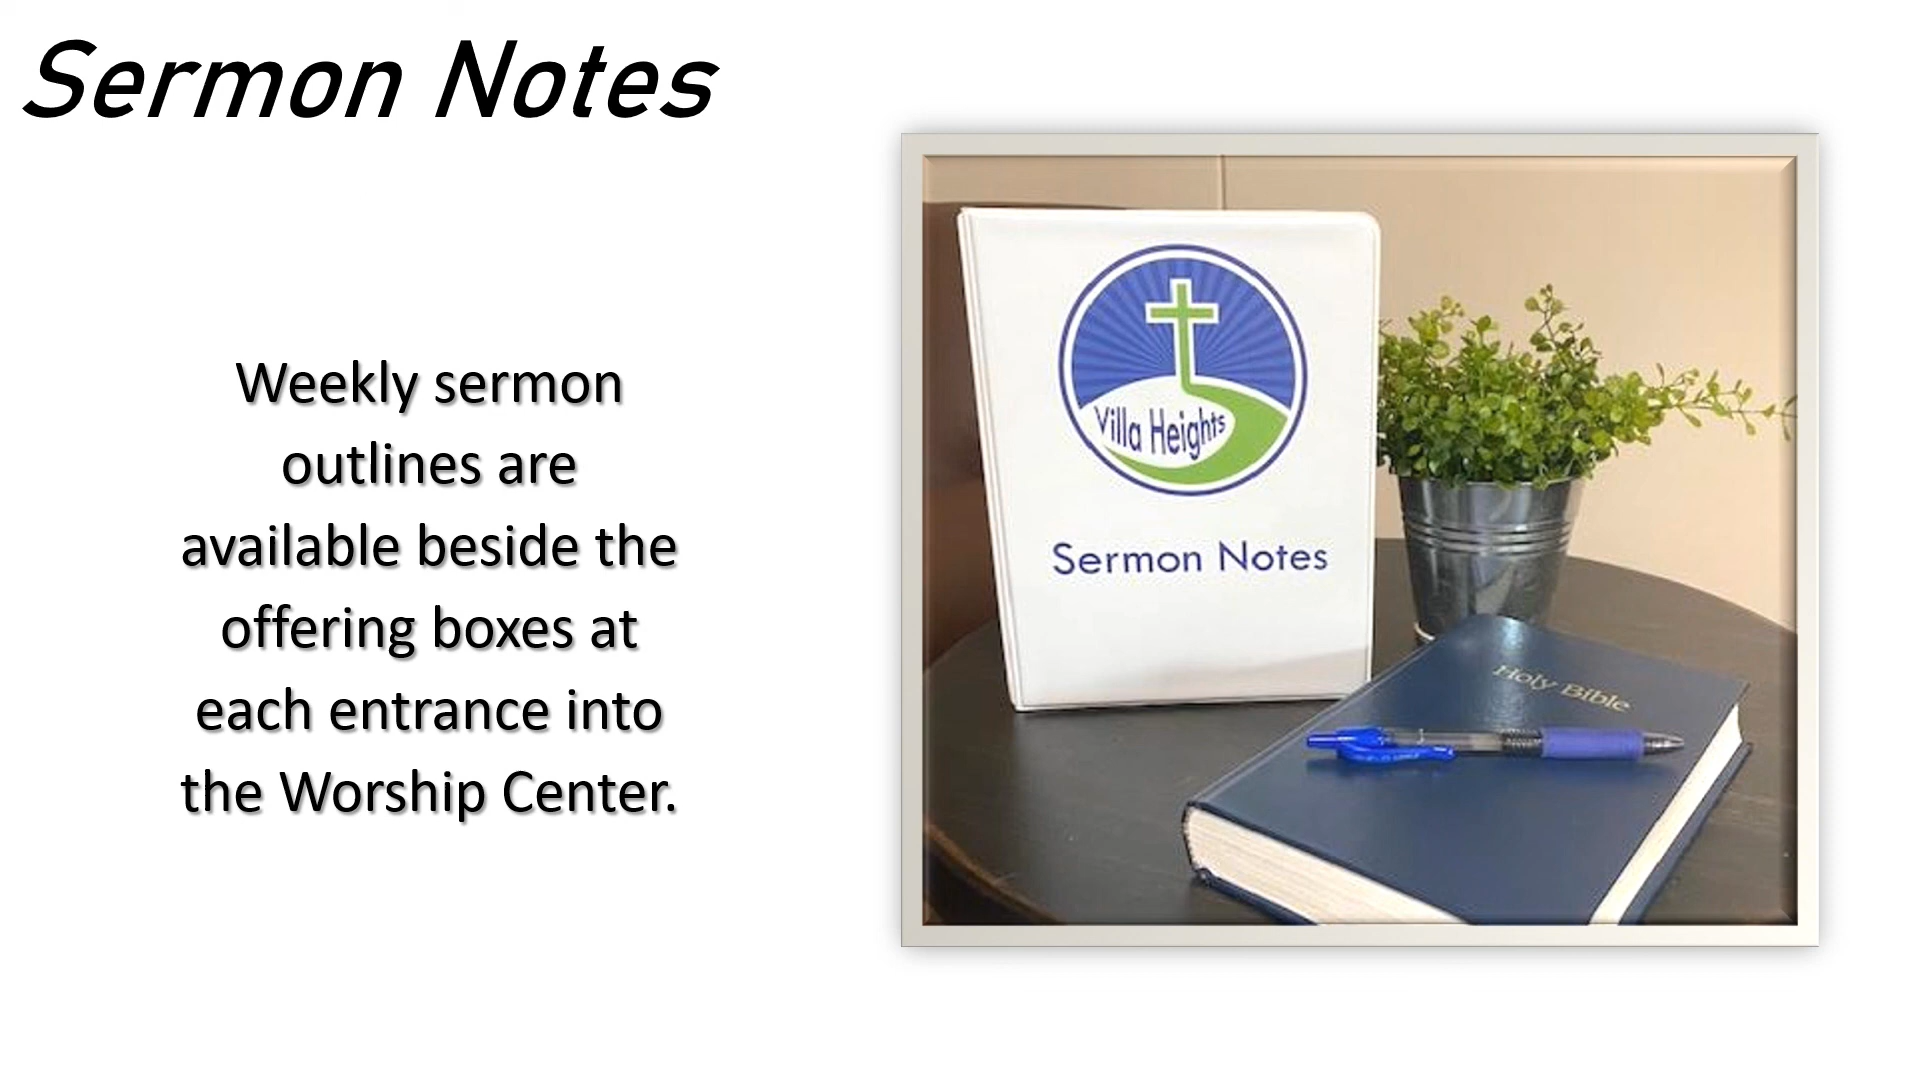 Sermon Notes
Weekly sermon
outlines are
available beside the
offering boxes at
each entrance into
the Worship Center.
Villa Heights
Sermon Notes
Holy Bible